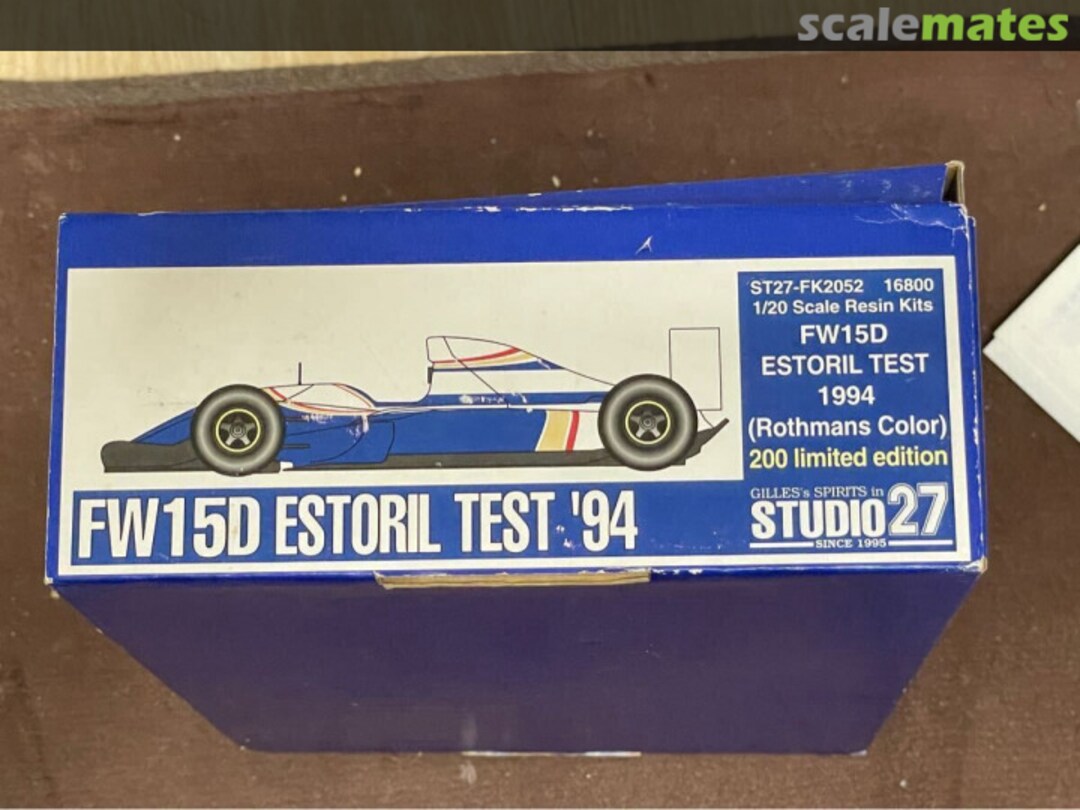 scalemates
ST27-FK2052 16800
1/20 Scale Resin Kits
FW15D
ESTORIL TEST
1994
(Rothmans Color)
200 limited edition
GILLES's SPIRITS in
STUDIO27
SINCE 1995
FW15D ESTORIL TEST '94